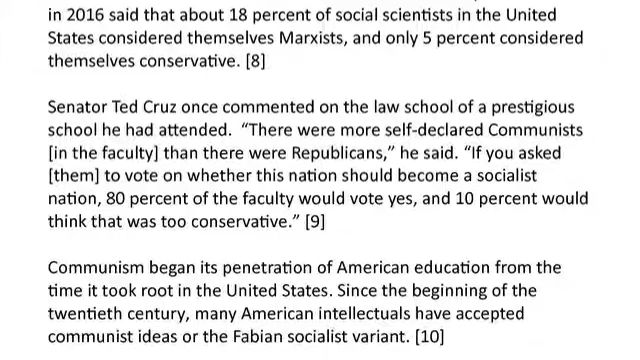 in 2016 said that about 18 percent of social scientists in the United
States considered themselves Marxists, and only 5 percent considered
themselves conservative. [8]
Senator Ted Cruz once commented on the law school of a prestigious
school he had attended.  “There were more self-declared Communists
[in the faculty] than there were Republicans,” he said. “If you asked
[them] to vote on whether this nation should become a socialist
nation, 80 percent of the faculty would vote yes, and 10 percent would
think that was too conservative.” [9]
Communism began its penetration of American education from the
time it took root in the United States. Since the beginning of the
twentieth century, many American intellectuals have accepted
communist ideas or the Fabian socialist variant. [10]